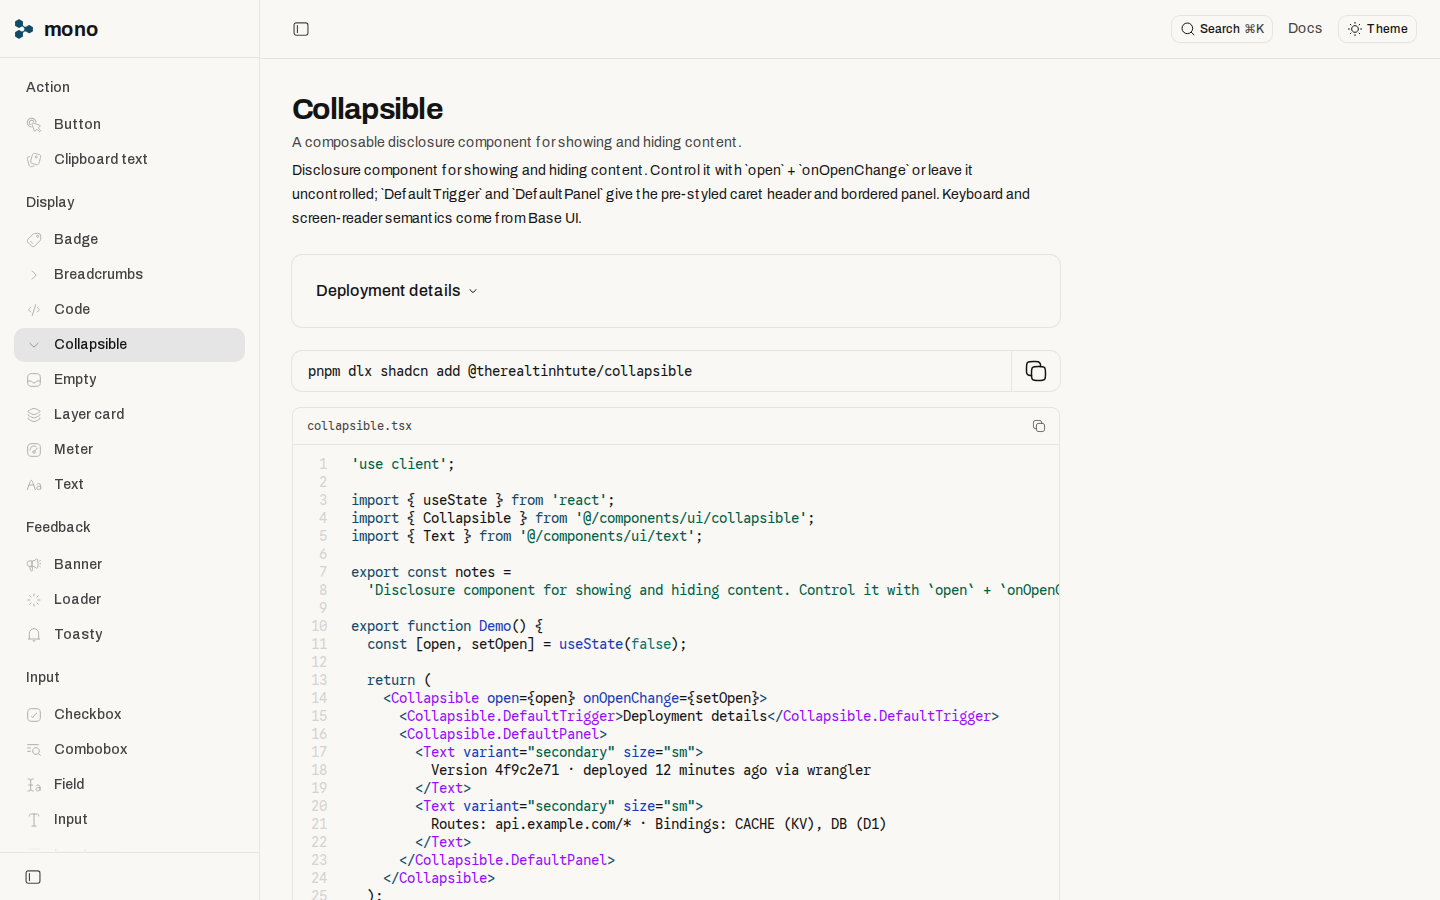 mono
Search ⌘K
Docs
Theme
Action
Button
Clipboard text
Display
Badge
Breadcrumbs
Code
Collapsible
Empty
Layer card
Meter
Text
Feedback
Banner
Loader
Toasty
Input
Checkbox
Combobox
Field
Input
Collapsible
A composable disclosure component for showing and hiding content.
Disclosure component for showing and hiding content. Control it with `open` + `onOpenChange` or leave it
uncontrolled; `DefaultTrigger` and `DefaultPanel` give the pre-styled caret header and bordered panel. Keyboard and
screen-reader semantics come from Base UI.
Deployment details
pnpm dlx shadcn add @therealtinhtute/collapsible
collapsible.tsx
1 'use client';
2
3 import { useState } from 'react';
4 import { Collapsible } from '@/components/ui/collapsible';
5 import { Text } from '@/components/ui/text';
6
7 export const notes =
8 'Disclosure component for showing and hiding content. Control it with `open` + `onOpenC
9
10 export function Demo() {
11 const [open, setOpen] = useState(false);
12
13 return (
14 <Collapsible open={open} onOpenChange={setOpen}>
15 <Collapsible.DefaultTrigger>Deployment details</Collapsible.DefaultTrigger>
16 <Collapsible.DefaultPanel>
17 <Text variant="secondary" size="sm">
18 Version 4f9c2e71 · deployed 12 minutes ago via wrangler
19 </Text>
20 <Text variant="secondary" size="sm">
21 Routes: api.example.com/* · Bindings: CACHE (KV), DB (D1)
22 </Text>
23 </Collapsible.DefaultPanel>
24 </Collapsible>
25 );